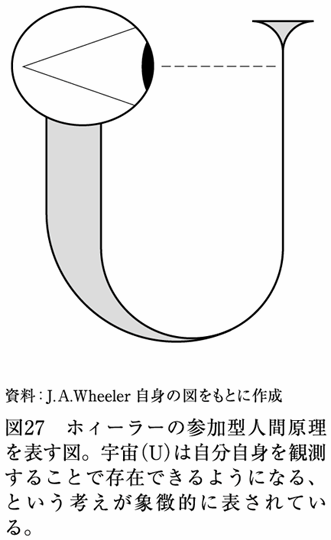 資料：J.A.Wheeler 自身の図をもとに作成
図27　ホィーラーの参加型人間原理
を表す図。宇宙(U)は自分自身を観測
することで存在できるようになる、
という考えが象徴的に表されてい
る。